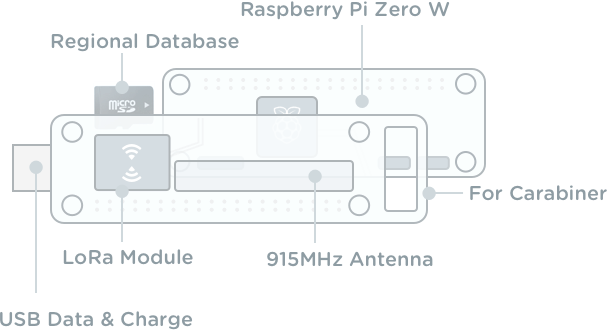 Raspberry Pi Zero W
Regional Database
micro
SD
For Carabiner
LoRa Module
915MHz Antenna
USB Data & Charge